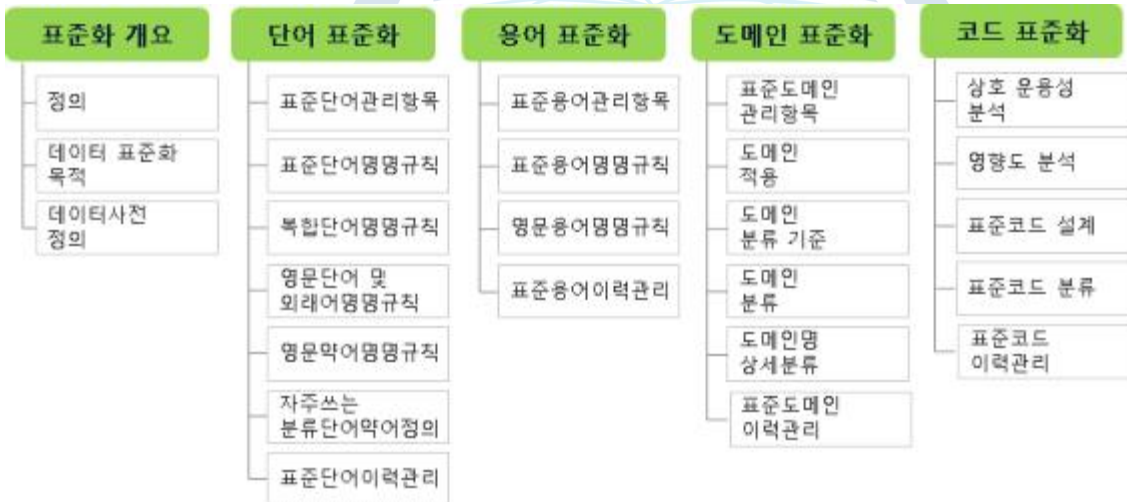 표준화 개요
정의
데이터 표준화
목적
데이터사전
정의
단어 표준화
표준단어관리항목
표준단어명명규칙
복합단어명명규칙
영문단어 및
외래어명명규칙
영문약어명명규칙
자주쓰는
분류단어약어정의
표준단어이력관리
용어 표준화
표준용어관리항목
표준용어명명규칙
영문용어명명규칙
표준용어이력관리
도메인 표준화
표준도메인
관리항목
도메인
적용
도메인
분류 기준
도메인
분류
도메인명
상세분류
표준도메인
이력관리
코드 표준화
상호 운용성
분석
영향도 분석
표준코드 설계
표준코드 분류
표준코드
이력관리